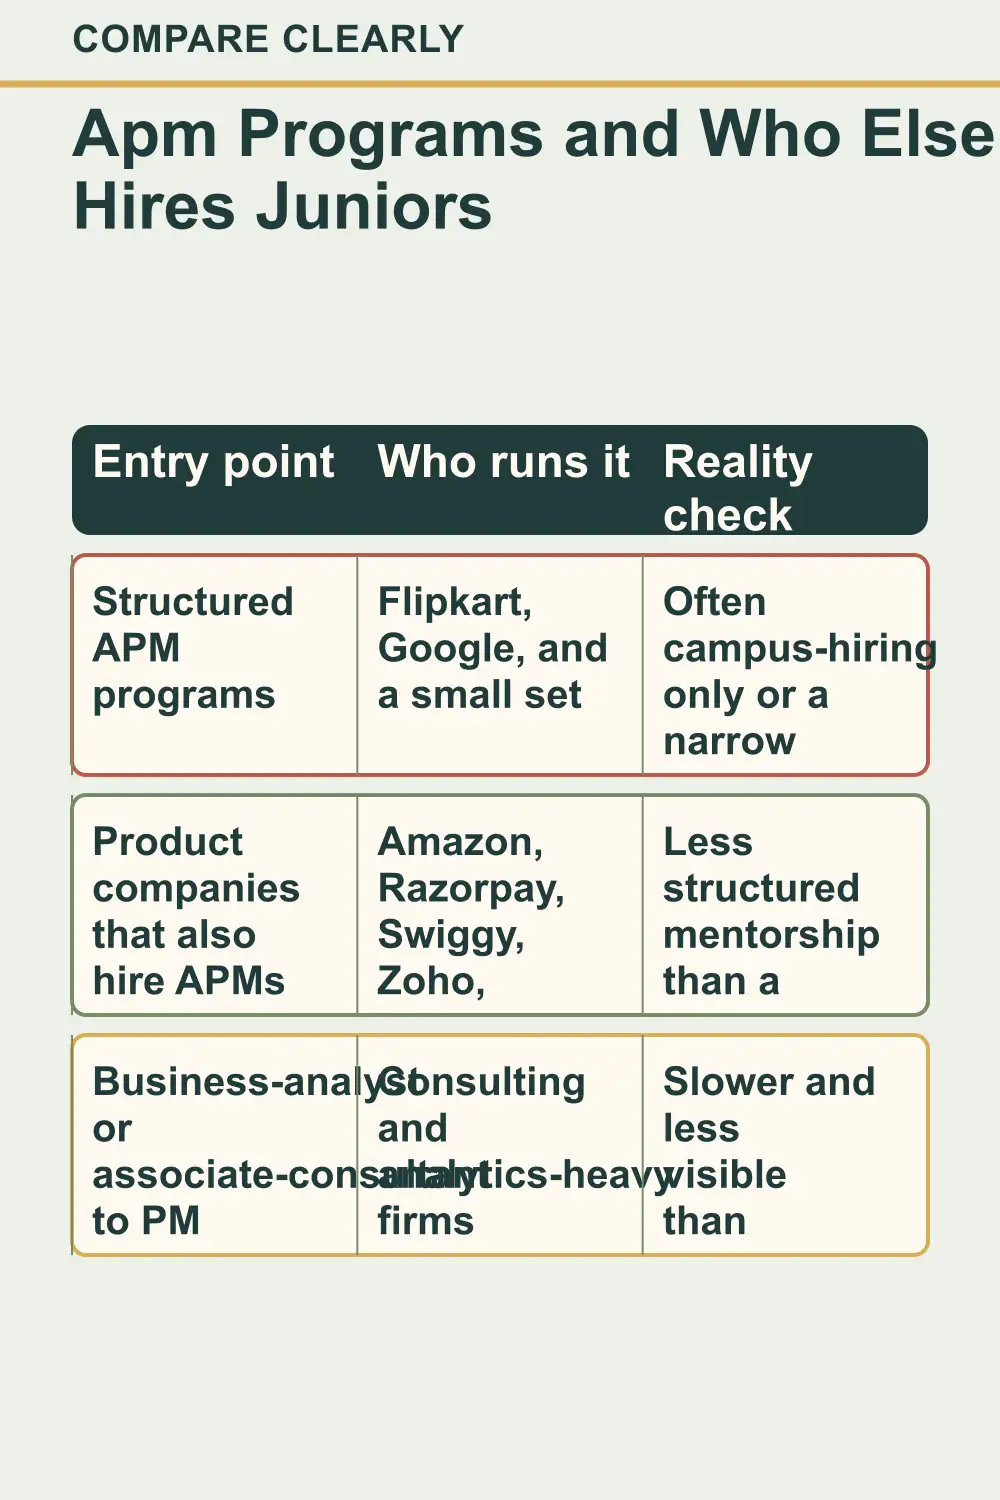 COMPARE CLEARLY
Apm Programs and Who Else
Hires Juniors
Entry point
Who runs it
Reality
check
Structured
APM
programs
Flipkart,
Google, and
a small set
Often
campus-hiring
only or a
narrow
Product
companies
that also
hire APMs
Amazon,
Razorpay,
Swiggy,
Zoho,
Less
structured
mentorship
than a
Business-analyst
or
associate-consultant
to PM
Consulting
and
analytics-heavy
firms
Slower and
less
visible
than